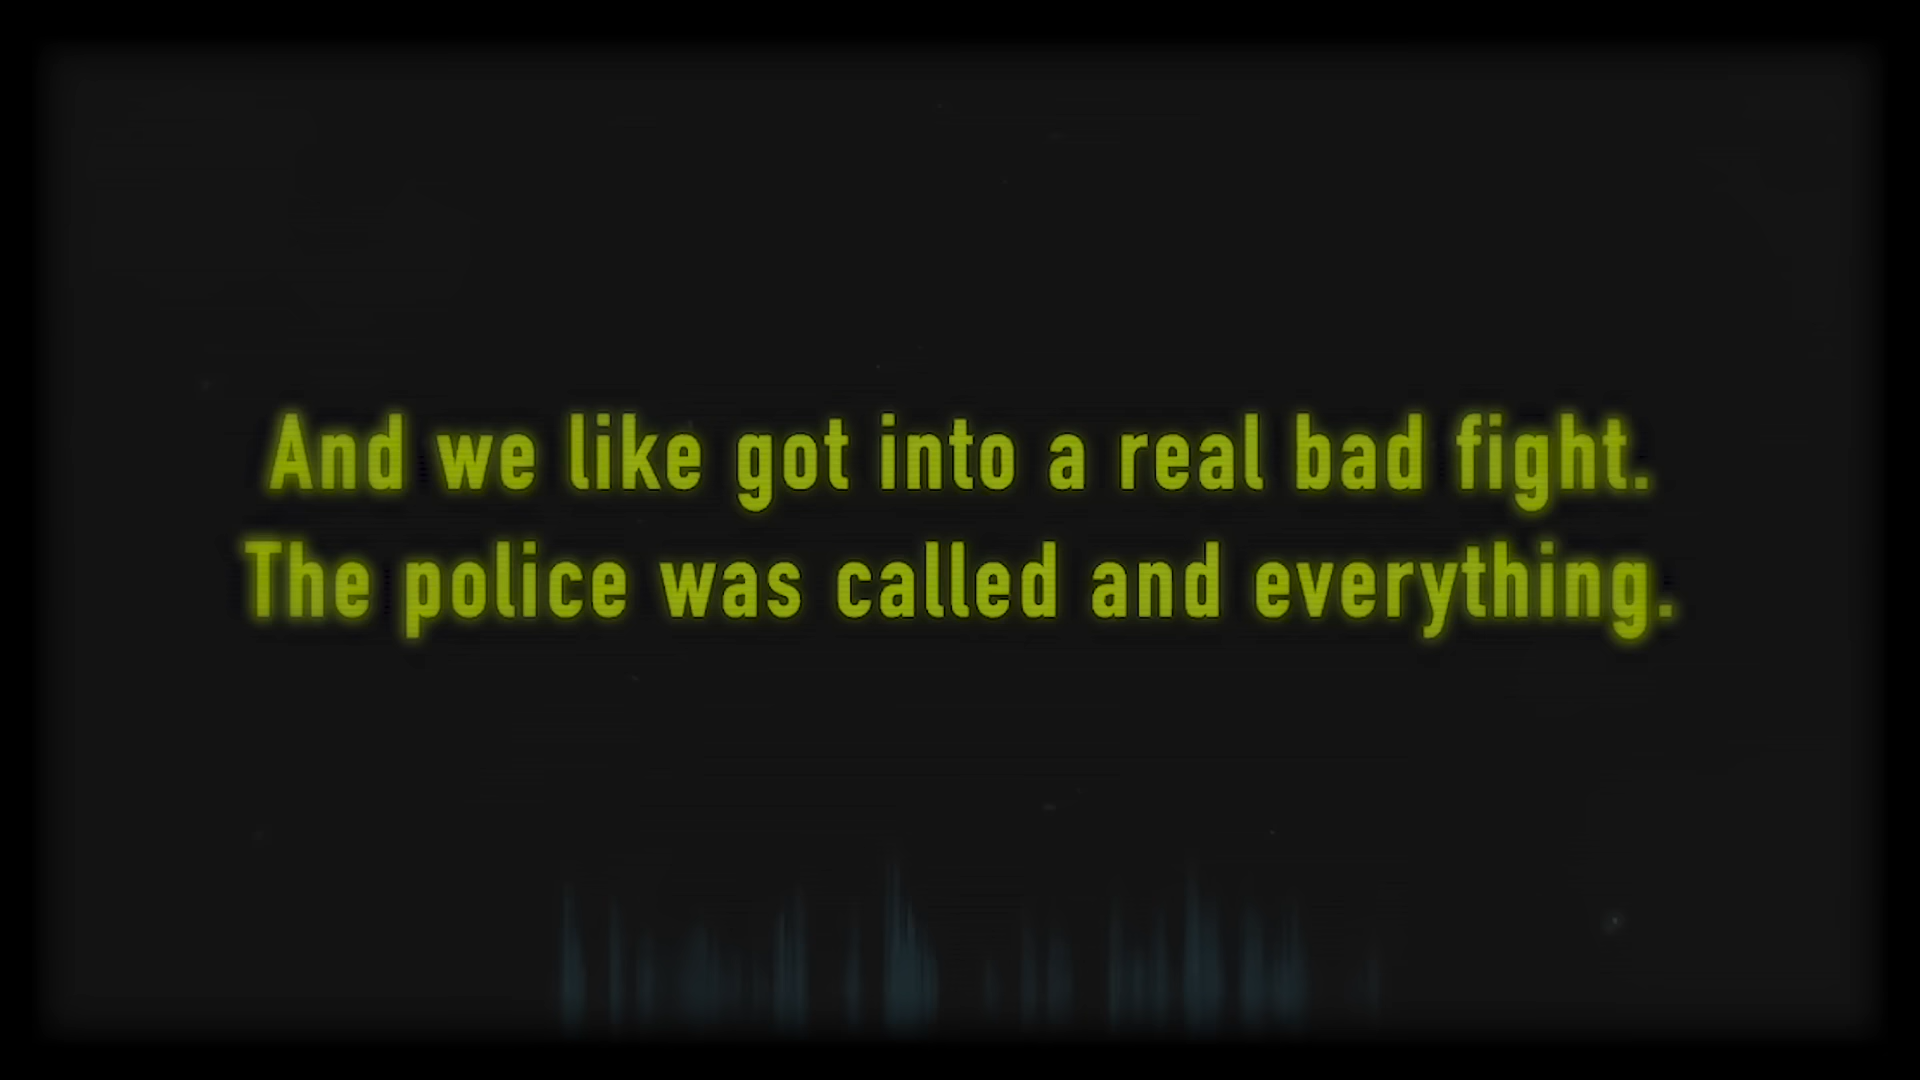 And we like got into a real bad fight.
The police was called and everything.